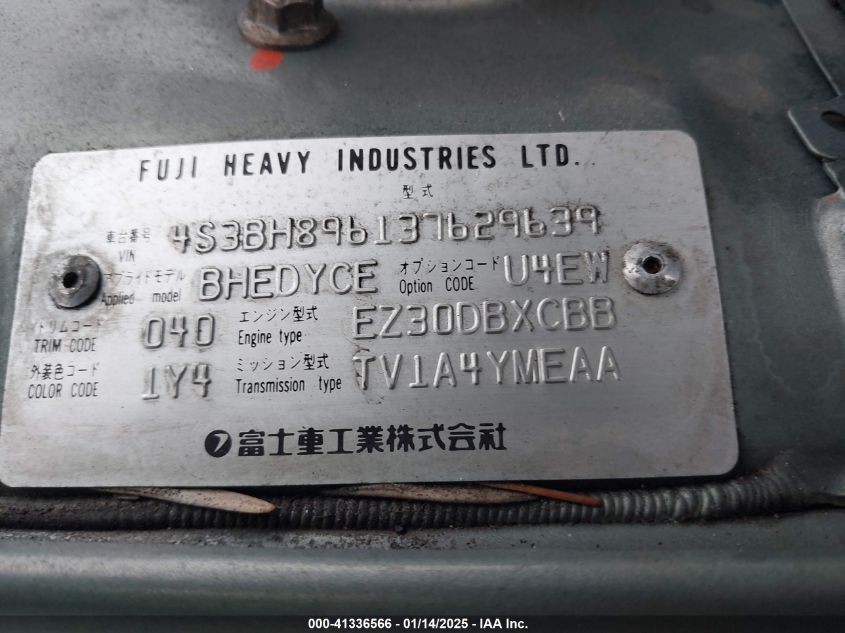 FUJI HEAVY INDUSTRIES LTD.
型式
車台番号 4S3BH896137629639
VIN
アプライドモデル BHEDYCE オプションコード U4EW
Applied model Option CODE
トリムコード 040 エンジン型式 EZ30DBXCBB
TRIM CODE Engine type
外装色コード 1Y4 ミッション型式 TV1A4YMEAA
COLOR CODE Transmission type
富士重工業株式会社
000-41336566 - 01/14/2025 - IAA Inc.